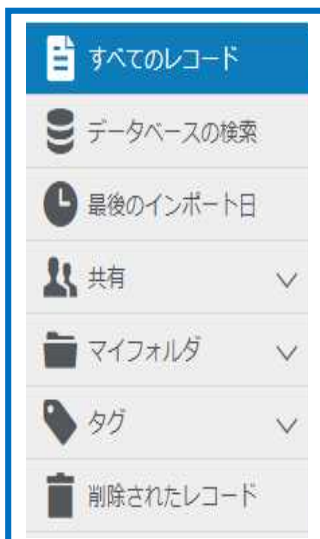 すべてのレコード
データベースの検索
最後のインポート日
共有
マイフォルダ
タグ
削除されたレコード